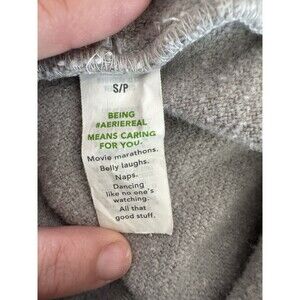 S/P
BEING
#AERIEREAL
MEANS CARING
FOR YOU.
Movie marathons.
Belly laughs.
Naps.
Dancing
like no one's
watching.
All that
good stuff.